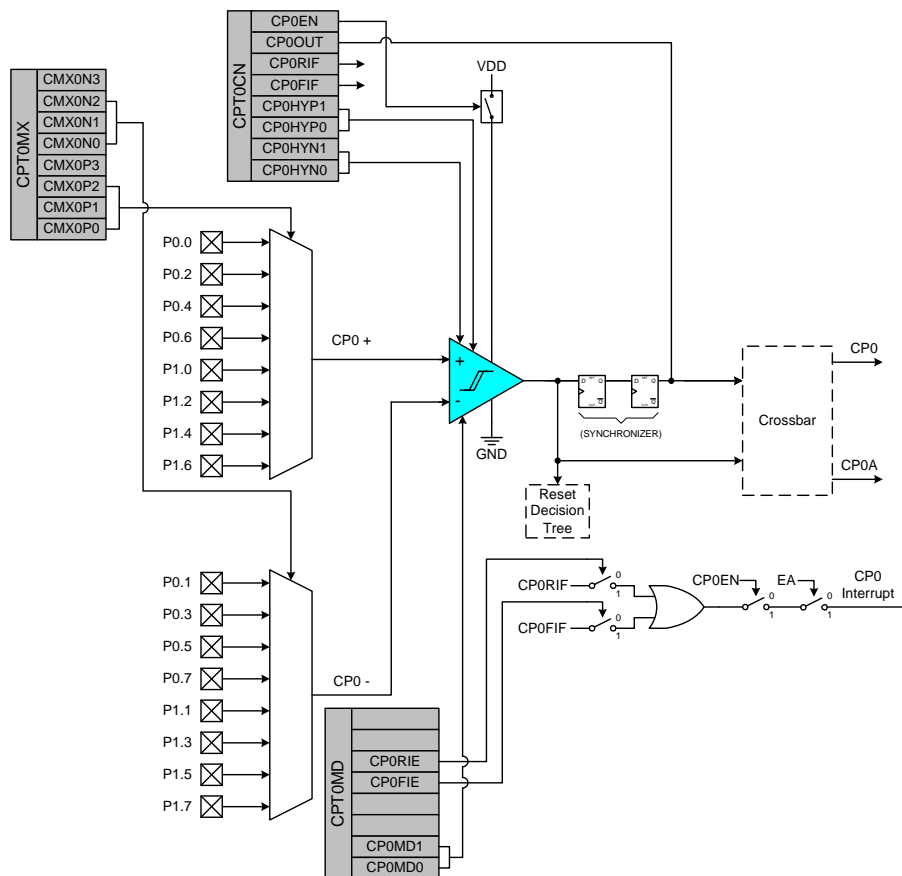 CPT0CN
CP0EN
CP0OUT
CP0RIF
CP0FIF
CP0HYP1
CP0HYP0
CP0HYN1
CP0HYN0
VDD
CPT0MX
CMX0N3
CMX0N2
CMX0N1
CMX0N0
CMX0P3
CMX0P2
CMX0P1
CMX0P0
P0.0
P0.2
P0.4
P0.6
P1.0
P1.2
P1.4
P1.6
CP0 +
+
-
GND
D SET Q
CLR Q
D SET Q
CLR Q
(SYNCHRONIZER)
Reset
Decision
Tree
Crossbar
CP0
CP0A
P0.1
P0.3
P0.5
P0.7
P1.1
P1.3
P1.5
P1.7
CP0 -
CP0RIF
0
1
CP0FIF
0
1
CP0EN
0
1
EA
0
1
CP0
Interrupt
CPT0MD
CP0RIE
CP0FIE
CP0MD1
CP0MD0